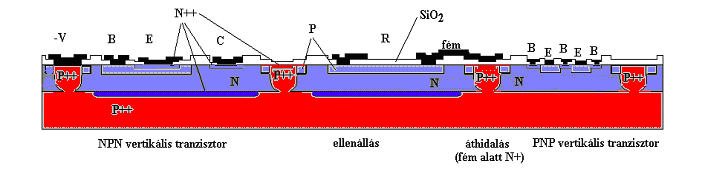 N++
SiO2
-V B E C P R fém B E B E B
P++ P++ P++ P++
N N N
P++
NPN vertikális tranzisztor ellenállás áthidalás PNP vertikális tranzisztor
(fém alatt N+)